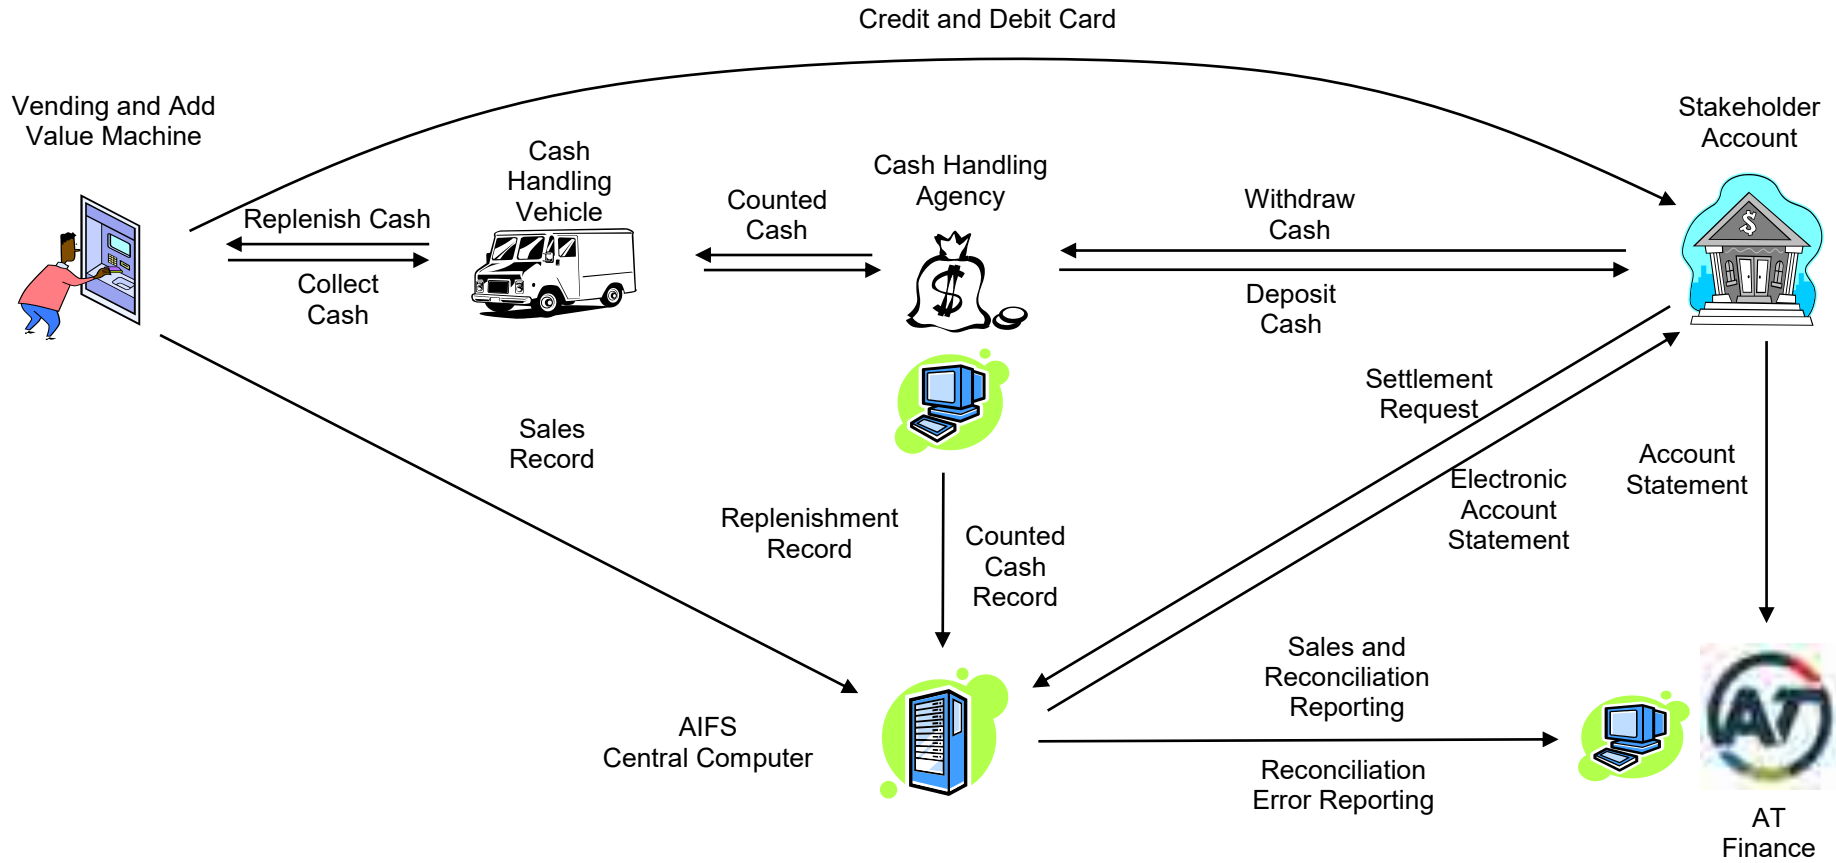 Credit and Debit Card
Vending and Add
Value Machine
Stakeholder
Account
Cash
Handling
Vehicle
Cash Handling
Agency
Replenish Cash
Collect
Cash
Counted
Cash
Withdraw
Cash
Deposit
Cash
$
$
Settlement
Request
Sales
Record
Account
Statement
Electronic
Account
Statement
Replenishment
Record
Counted
Cash
Record
Sales and
Reconciliation
Reporting
AIFS
Central Computer
Reconciliation
Error Reporting
AT
AT
Finance